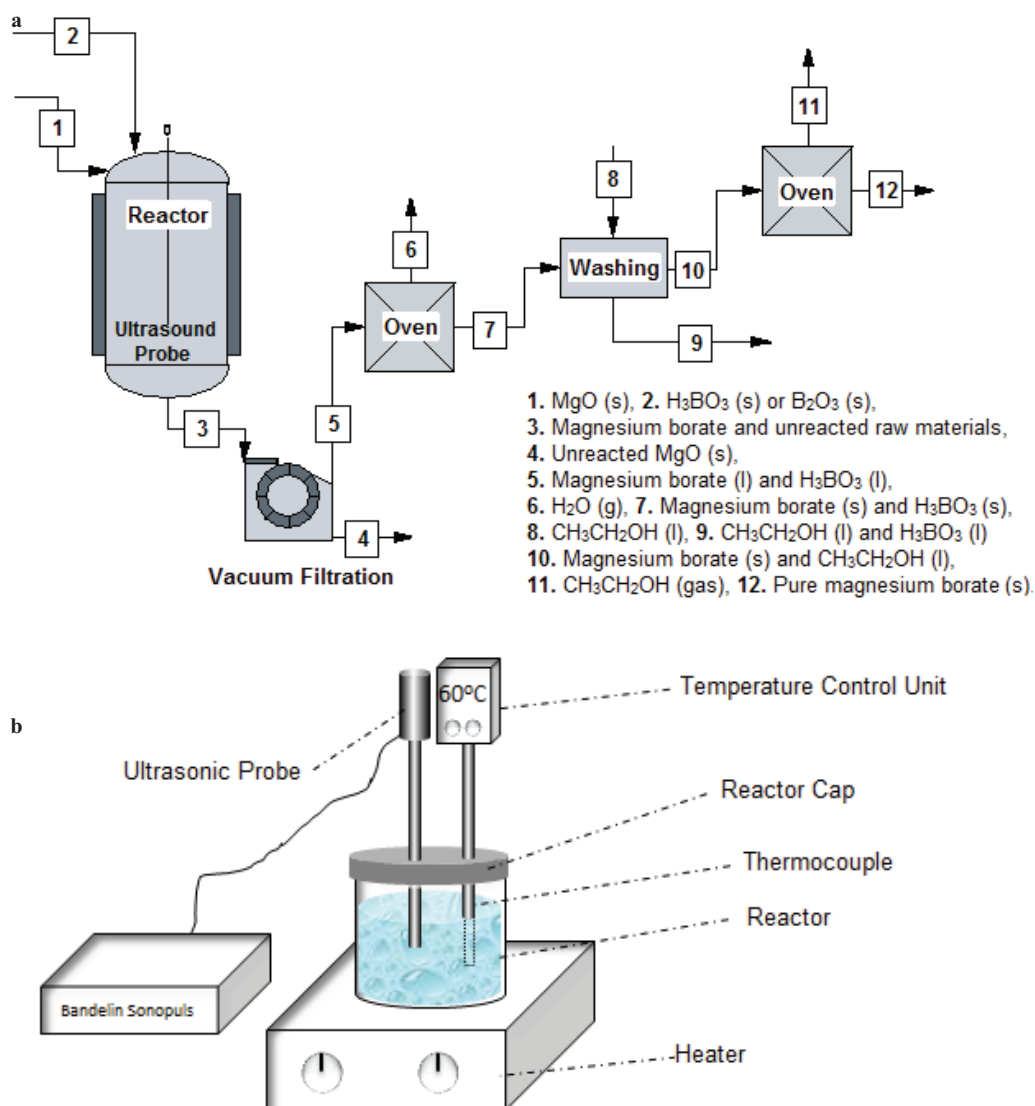 a
2
1
Reactor
Ultrasound
Probe
3
Vacuum Filtration
4
5
6
Oven
7
8
Washing
9
10
11
Oven
12
1. MgO (s), 2. H₃BO₃ (s) or B₂O₃ (s),
3. Magnesium borate and unreacted raw materials,
4. Unreacted MgO (s),
5. Magnesium borate (l) and H₃BO₃ (l),
6. H₂O (g), 7. Magnesium borate (s) and H₃BO₃ (s),
8. CH₃CH₂OH (l), 9. CH₃CH₂OH (l) and H₃BO₃ (l)
10. Magnesium borate (s) and CH₃CH₂OH (l),
11. CH₃CH₂OH (gas), 12. Pure magnesium borate (s).
b
60ºC
Temperature Control Unit
Ultrasonic Probe
Reactor Cap
Thermocouple
Reactor
Bandelin Sonopuls
Heater